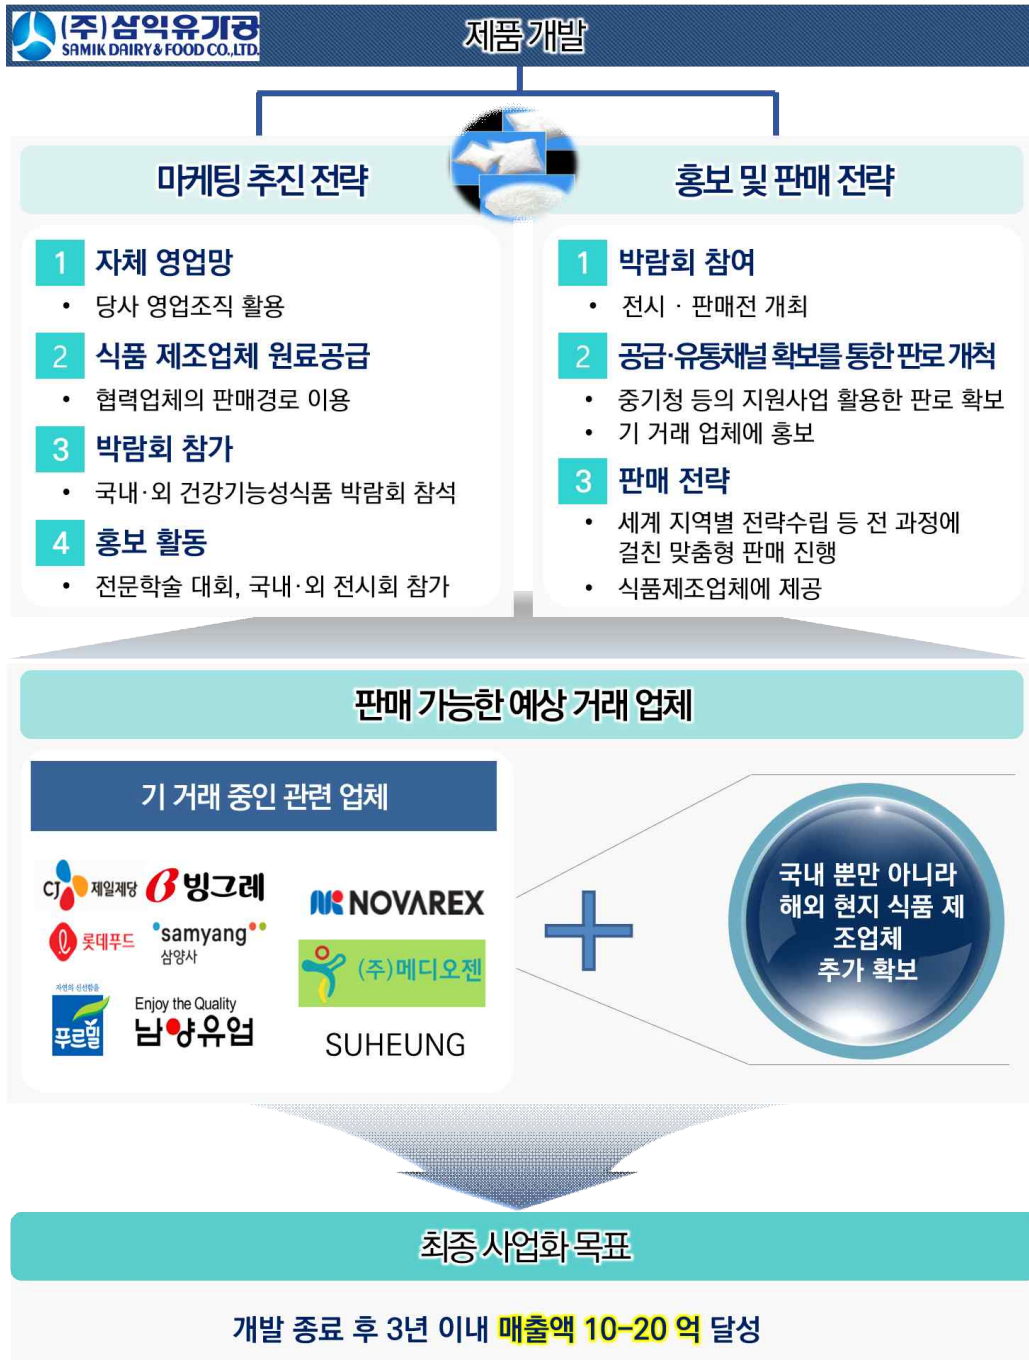 (주)삼익유가공
SAMIK DAIRY & FOOD CO.,LTD.
제품 개발
마케팅 추진 전략
1 자체 영업망
• 당사 영업조직 활용
2 식품 제조업체 원료공급
• 협력업체의 판매경로 이용
3 박람회 참가
• 국내·외 건강기능성식품 박람회 참석
4 홍보 활동
• 전문학술 대회, 국내·외 전시회 참가
홍보 및 판매 전략
1 박람회 참여
• 전시 · 판매전 개최
2 공급·유통채널 확보를 통한 판로 개척
• 중기청 등의 지원사업 활용한 판로 확보
• 기 거래 업체에 홍보
3 판매 전략
• 세계 지역별 전략수립 등 전 과정에
걸친 맞춤형 판매 진행
• 식품제조업체에 제공
판매 가능한 예상 거래 업체
기 거래 중인 관련 업체
CJ 제일제당
빙그레
롯데푸드
samyang
삼양사
자연의 신선함을
푸르밀
Enjoy the Quality
남양유업
NOVAREX
(주)메디오젠
SUHEUNG
국내 뿐만 아니라
해외 현지 식품 제
조업체
추가 확보
최종 사업화 목표
개발 종료 후 3년 이내 매출액 10-20 억 달성